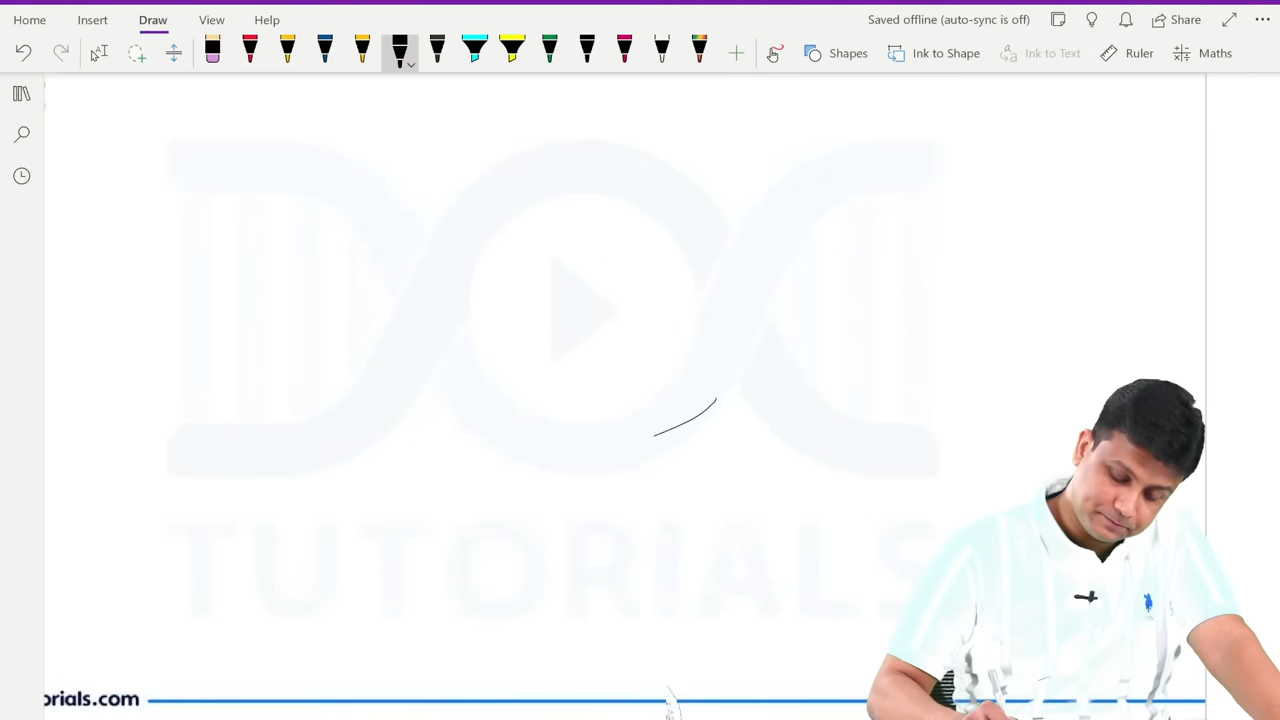 Home Insert Draw View Help Saved offline (auto-sync is off) Share
Shapes Ink to Shape Ink to Text Ruler Maths
TUTORIALS
orials.com